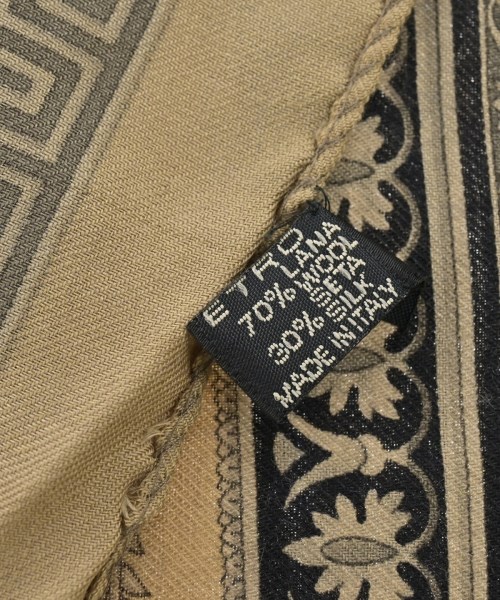 ETRO
70% LANA
WOOL
30% SETA
SILK
MADE IN ITALY